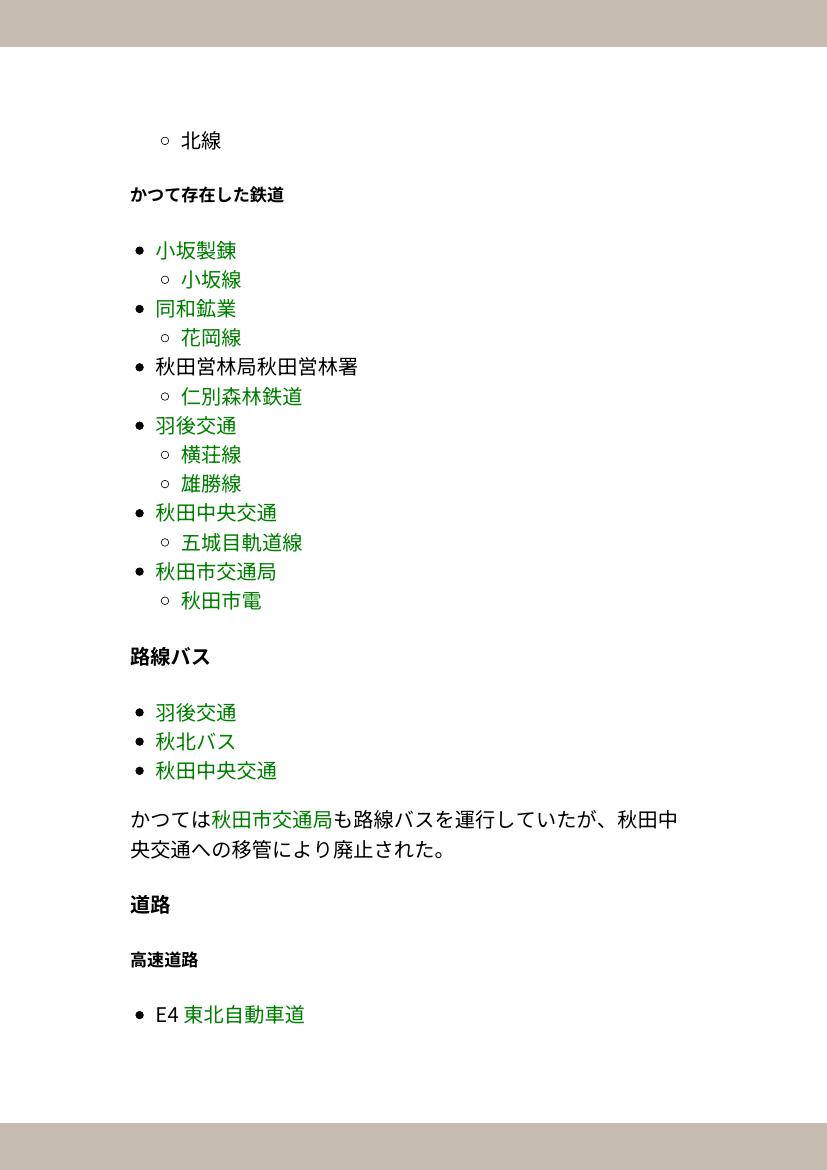 北線
かつて存在した鉄道
小坂製錬
小坂線
同和鉱業
花岡線
秋田営林局秋田営林署
仁別森林鉄道
羽後交通
横荘線
雄勝線
秋田中央交通
五城目軌道線
秋田市交通局
秋田市電
路線バス
羽後交通
秋北バス
秋田中央交通
かつては秋田市交通局も路線バスを運行していたが、秋田中
央交通への移管により廃止された。
道路
高速道路
E4 東北自動車道